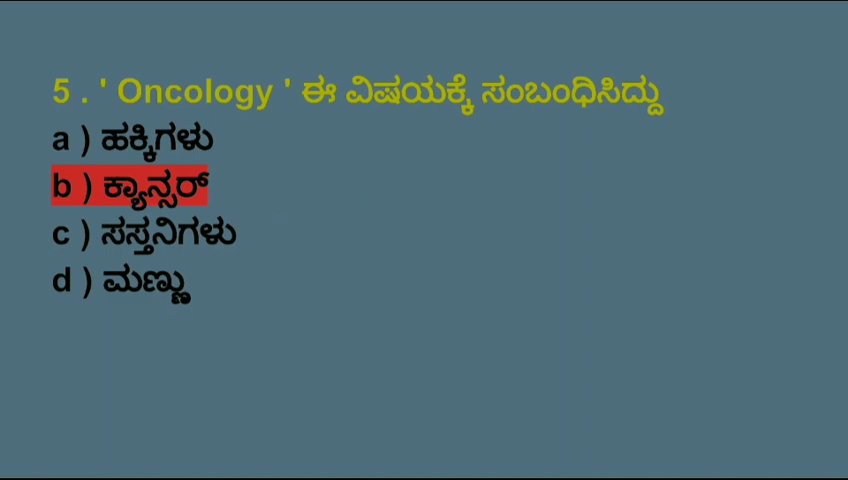 5 . ' Oncology ' ಈ ವಿಷಯಕ್ಕೆ ಸಂಬಂಧಿಸಿದ್ದು
a ) ಹಕ್ಕಿಗಳು
b ) ಕ್ಯಾನ್ಸರ್
c ) ಸಸ್ತನಿಗಳು
d ) ಮಣ್ಣು